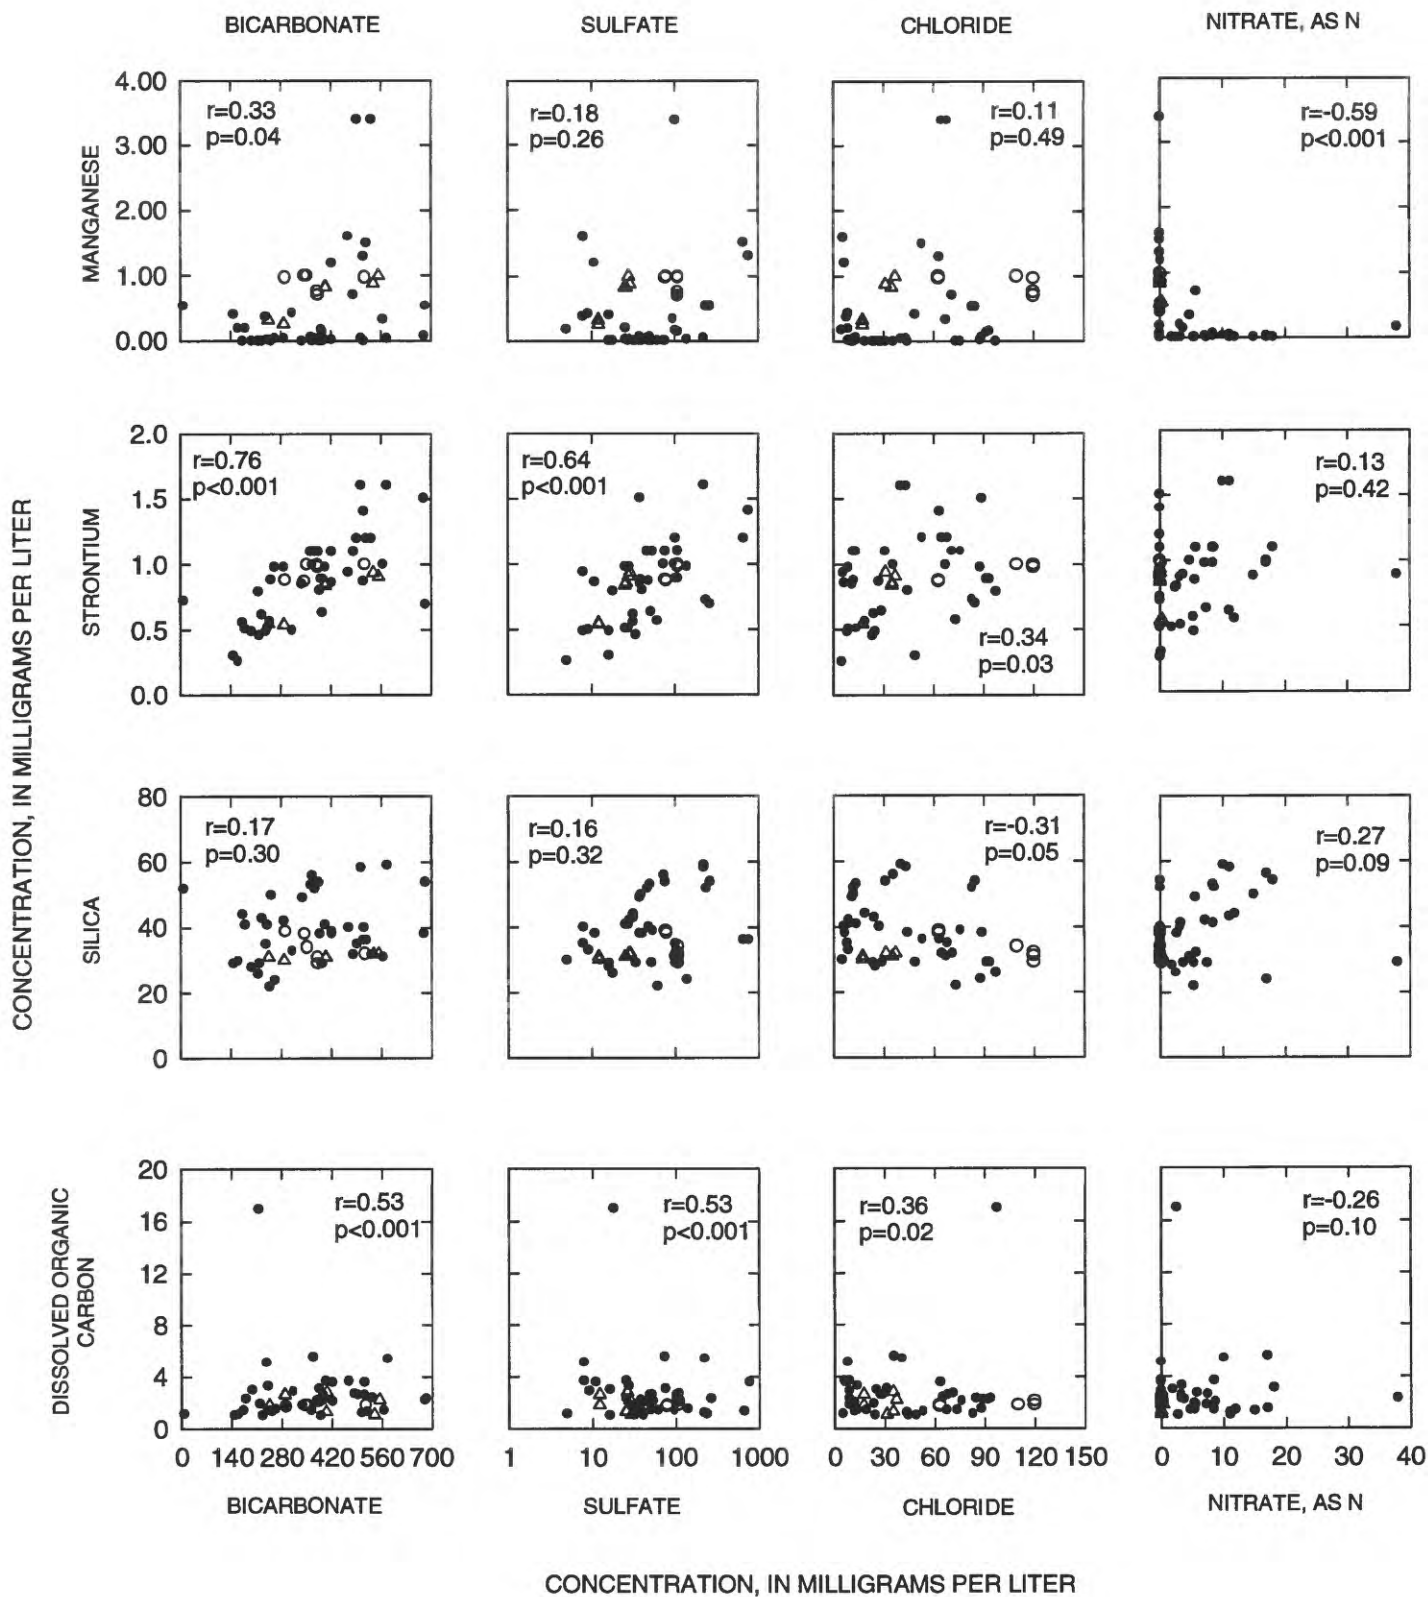 BICARBONATE SULFATE CHLORIDE NITRATE, AS N
CONCENTRATION, IN MILLIGRAMS PER LITER
MANGANESE
4.00
3.00
2.00
1.00
0.00
r=0.33
p=0.04
r=0.18
p=0.26
r=0.11
p=0.49
r=-0.59
p<0.001
STRONTIUM
2.0
1.5
1.0
0.5
0.0
r=0.76
p<0.001
r=0.64
p<0.001
r=0.34
p=0.03
r=0.13
p=0.42
SILICA
80
60
40
20
0
r=0.17
p=0.30
r=0.16
p=0.32
r=-0.31
p=0.05
r=0.27
p=0.09
DISSOLVED ORGANIC
CARBON
20
16
12
8
4
0
r=0.53
p<0.001
r=0.53
p<0.001
r=0.36
p=0.02
r=-0.26
p=0.10
0 140 280 420 560 700
1 10 100 1000
0 30 60 90 120 150
0 10 20 30 40
BICARBONATE SULFATE CHLORIDE NITRATE, AS N
CONCENTRATION, IN MILLIGRAMS PER LITER